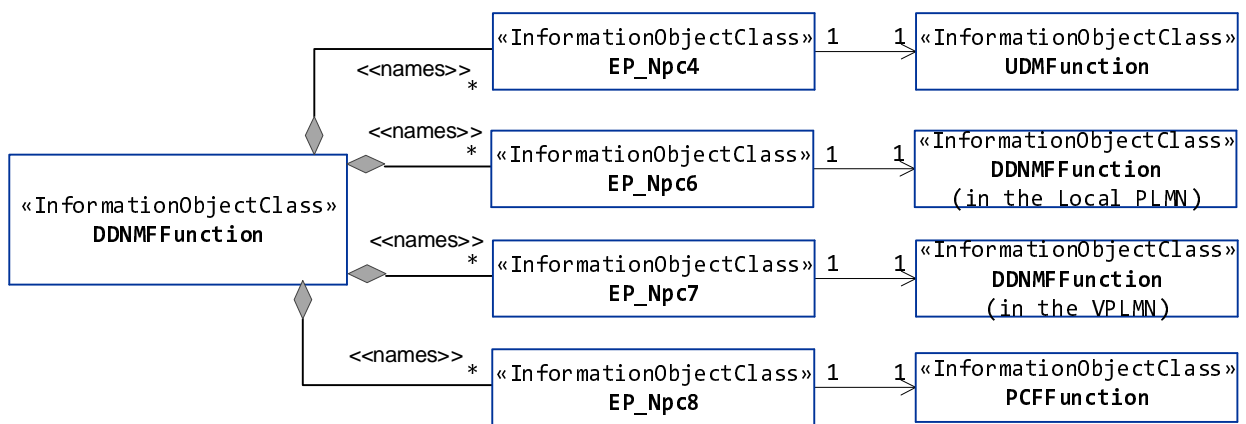 «InformationObjectClass»
DDNMFFunction
<<names>>
*
«InformationObjectClass»
EP_Npc4
1 1
«InformationObjectClass»
UDMFunction
<<names>>
*
«InformationObjectClass»
EP_Npc6
1 1
«InformationObjectClass»
DDNMFFunction
(in the Local PLMN)
<<names>>
*
«InformationObjectClass»
EP_Npc7
1 1
«InformationObjectClass»
DDNMFFunction
(in the VPLMN)
<<names>>
*
«InformationObjectClass»
EP_Npc8
1 1
«InformationObjectClass»
PCFFunction